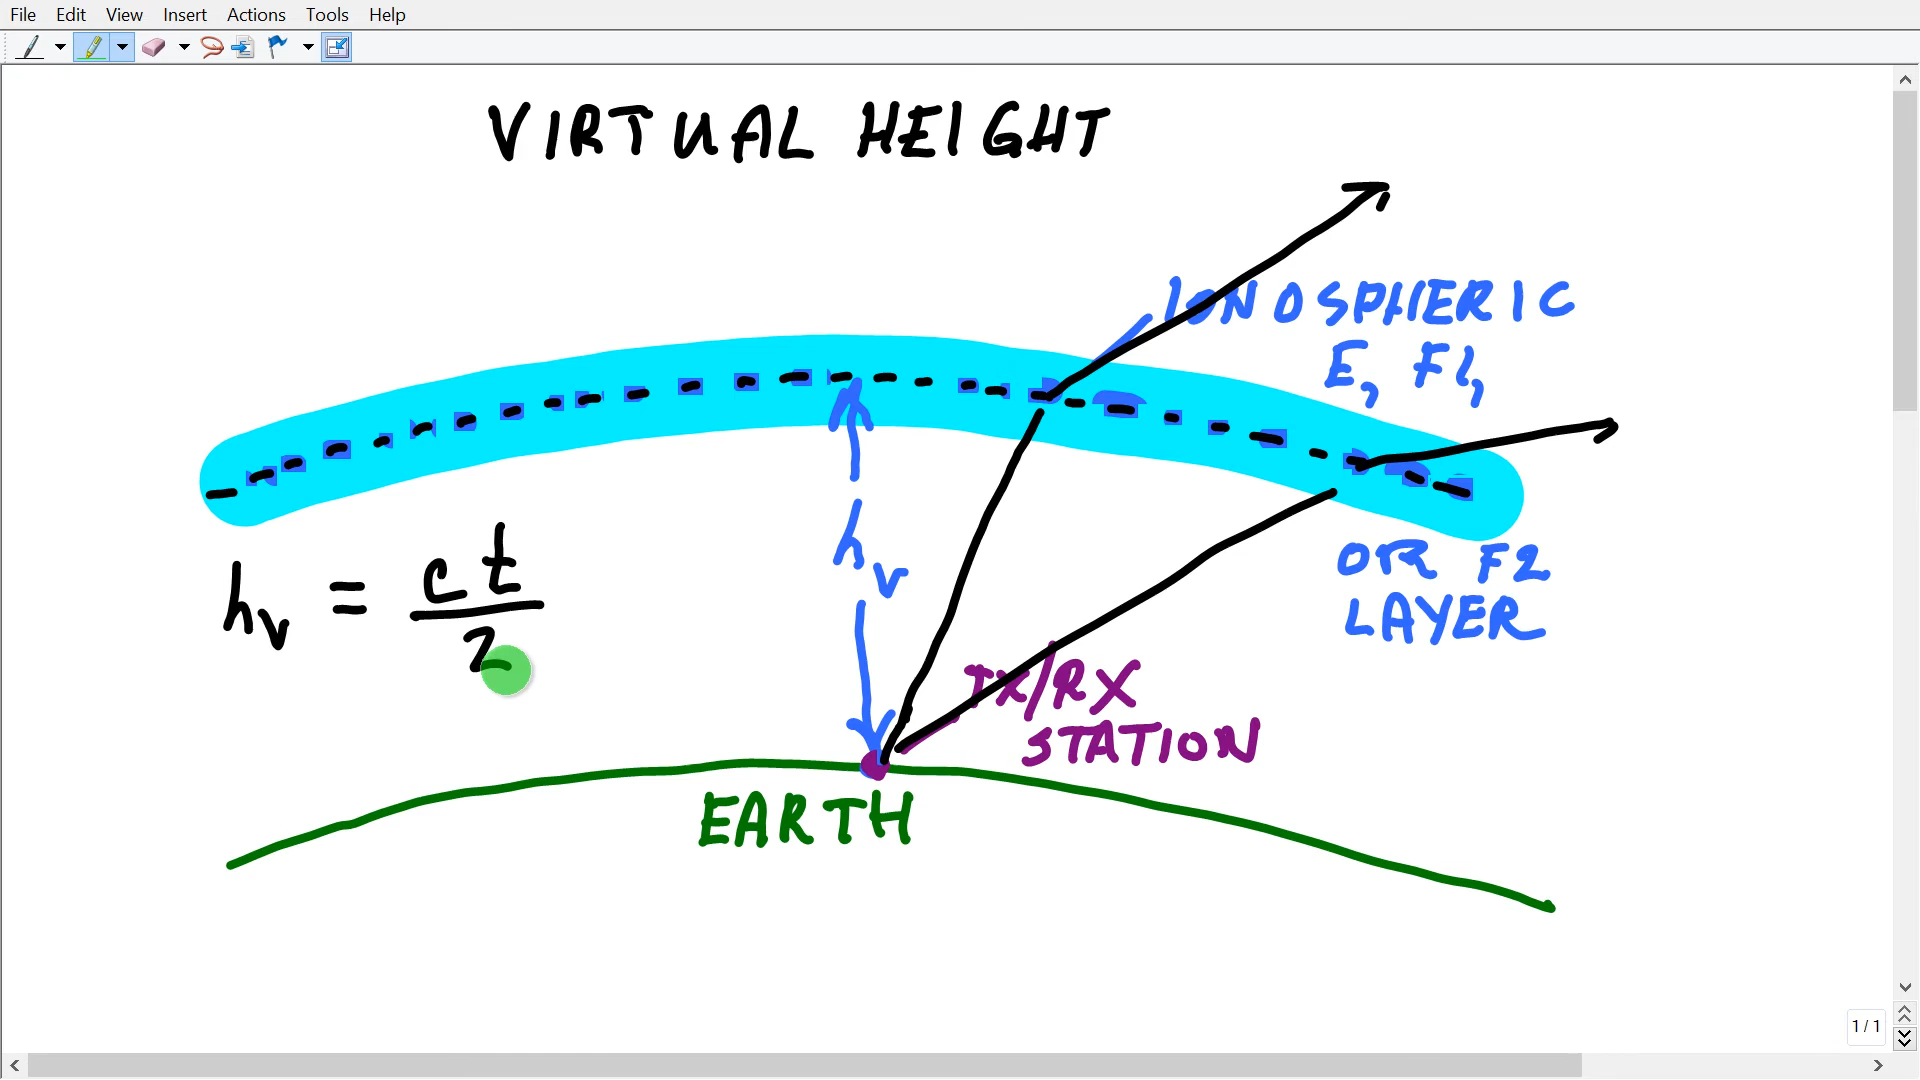 File Edit View Insert Actions Tools Help
VIRTUAL HEIGHT
IONOSPHERIC
E, F1,
OR F2
LAYER
hv = ct
2
hv
TX/RX
STATION
EARTH
1 / 1